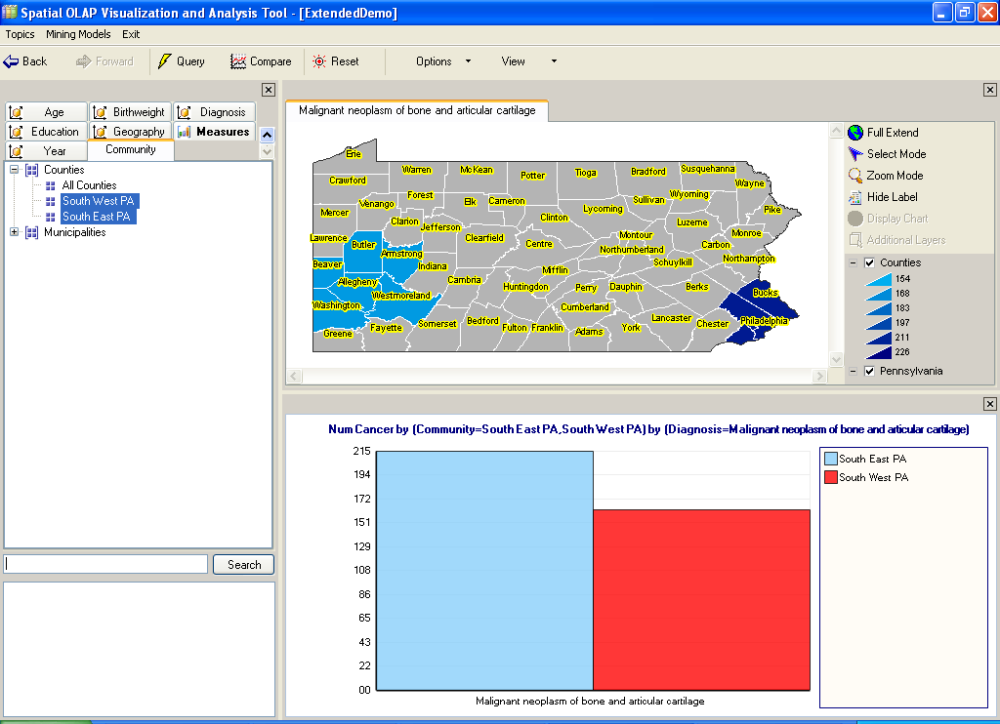 Spatial OLAP Visualization and Analysis Tool - [ExtendedDemo]
Topics Mining Models Exit
Back Forward Query Compare Reset Options View
Age Birthweight Diagnosis
Education Geography Measures
Year Community
Counties
All Counties
South West PA
South East PA
Municipalities
Search
Malignant neoplasm of bone and articular cartilage
Erie
Warren McKean Potter Tioga Bradford Susquehanna
Crawford Wayne
Forest Elk Cameron Sullivan Wyoming
Mercer Venango Clarion Clinton Lycoming Pike
Jefferson Luzerne
Lawrence Butler Clearfield Centre Montour Monroe
Armstrong Northumberland Carbon
Beaver Indiana Mifflin Schuylkill Northampton
Allegheny Cambria Huntingdon Perry Dauphin Berks Bucks
Washington Westmoreland Cumberland
Greene Fayette Somerset Bedford Fulton Franklin Adams York Lancaster Chester Philadelphia
Full Extend
Select Mode
Zoom Mode
Hide Label
Display Chart
Additional Layers
Counties
154
168
183
197
211
226
Pennsylvania
Num Cancer by (Community=South East PA,South West PA) by (Diagnosis=Malignant neoplasm of bone and articular cartilage)
215
194
172
151
129
108
86
65
43
22
00
Malignant neoplasm of bone and articular cartilage
South East PA
South West PA